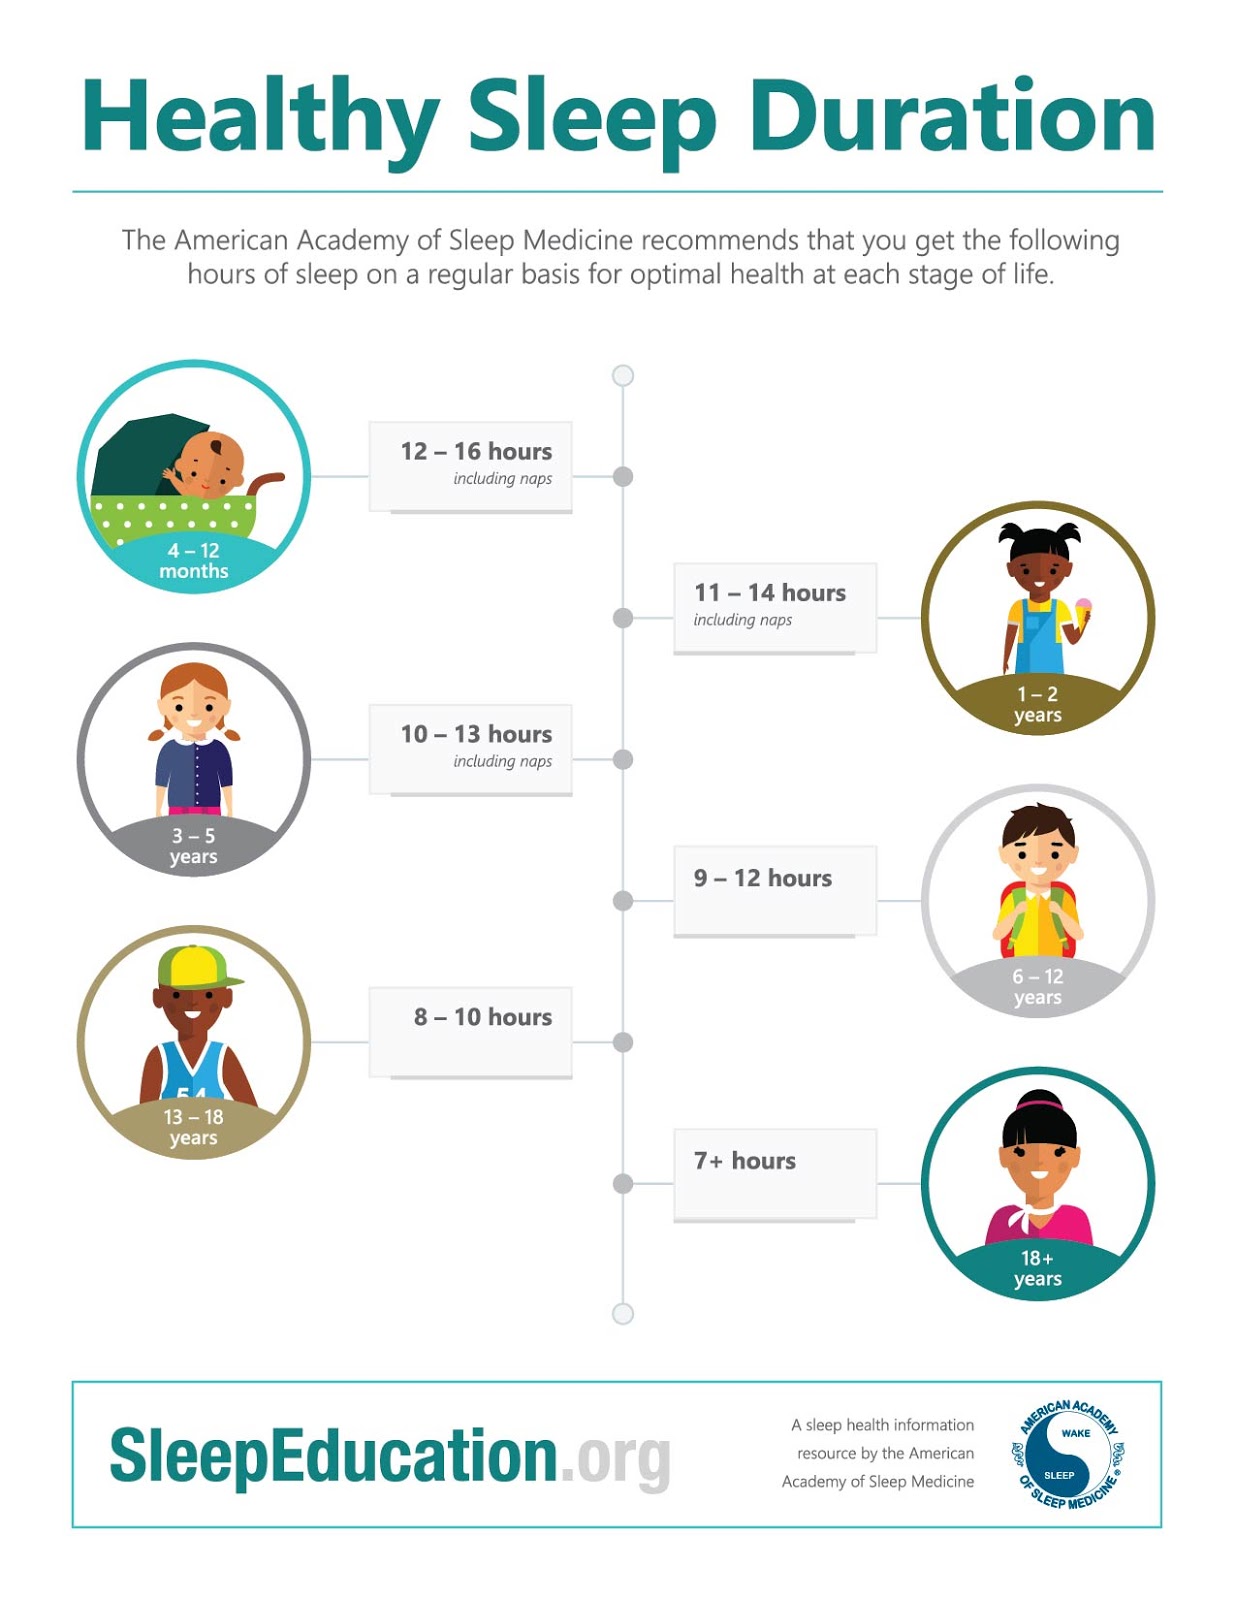 Healthy Sleep Duration
The American Academy of Sleep Medicine recommends that you get the following
hours of sleep on a regular basis for optimal health at each stage of life.
12 – 16 hours
including naps
4 – 12
months
11 – 14 hours
including naps
1 – 2
years
10 – 13 hours
including naps
3 – 5
years
9 – 12 hours
6 – 12
years
8 – 10 hours
54
13 – 18
years
7+ hours
18+
years
SleepEducation.org
A sleep health information
resource by the American
Academy of Sleep Medicine
AMERICAN ACADEMY
WAKE
SLEEP
OF SLEEP MEDICINE®